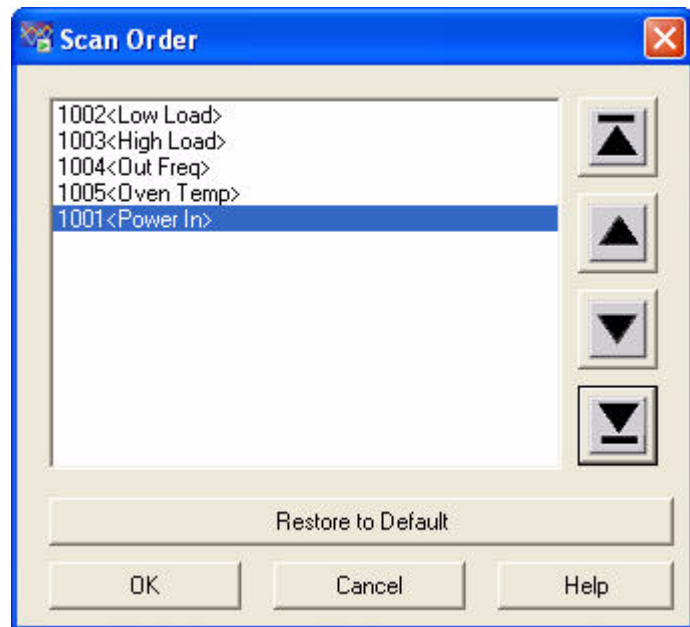 Scan Order
1002<Low Load>
1003<High Load>
1004<Out Freq>
1005<Oven Temp>
1001<Power In>
Restore to Default
OK
Cancel
Help